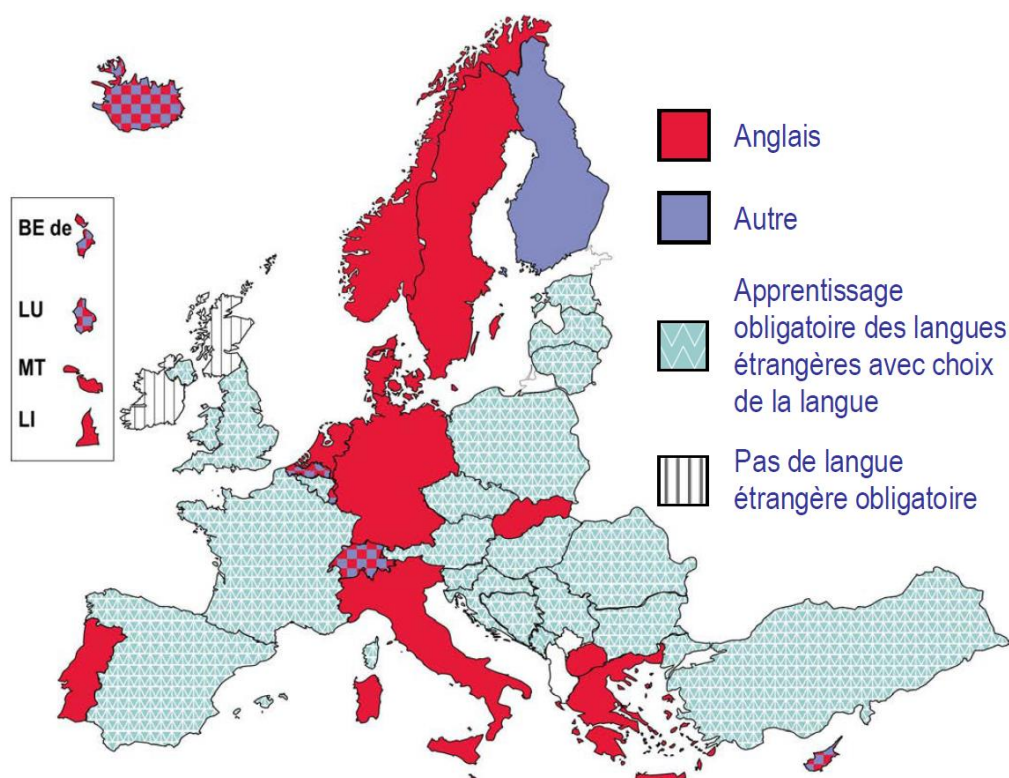 Anglais
Autre
Apprentissage
obligatoire des langues
étrangères avec choix
de la langue
Pas de langue
étrangère obligatoire
BE de
LU
MT
LI